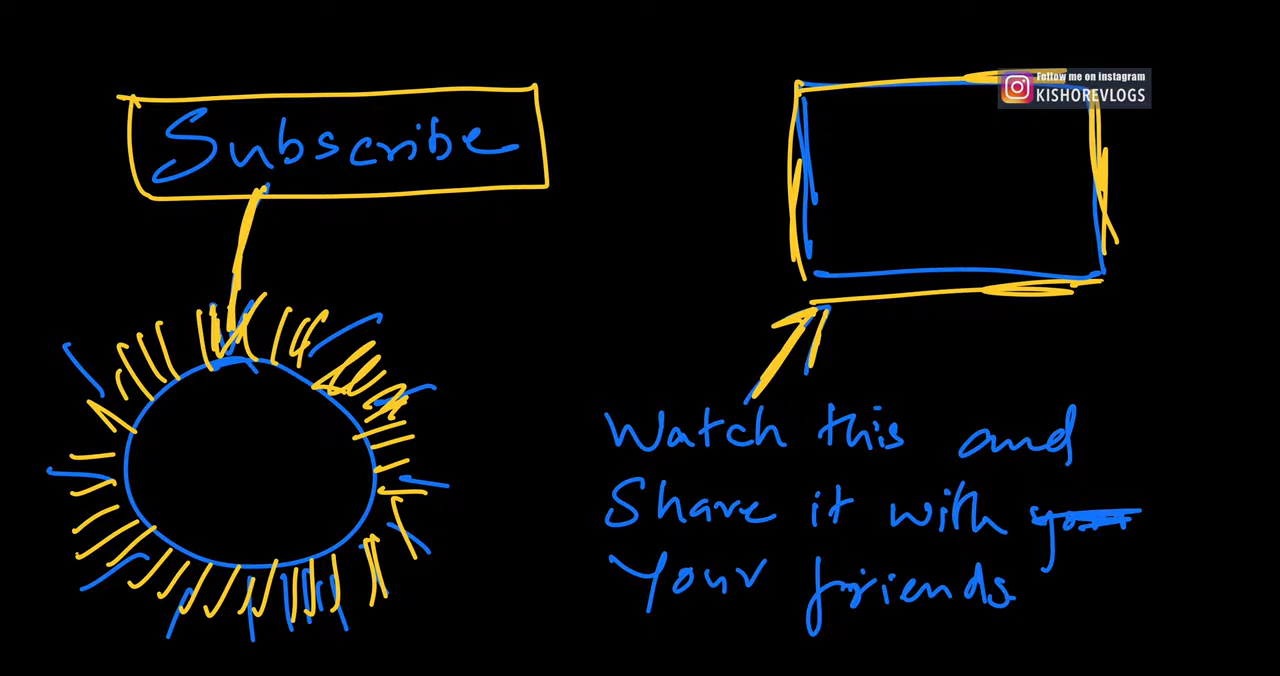 Subscribe
Follow me on instagram
KISHOREVLOGS
Watch this and
Share it with
Your friends